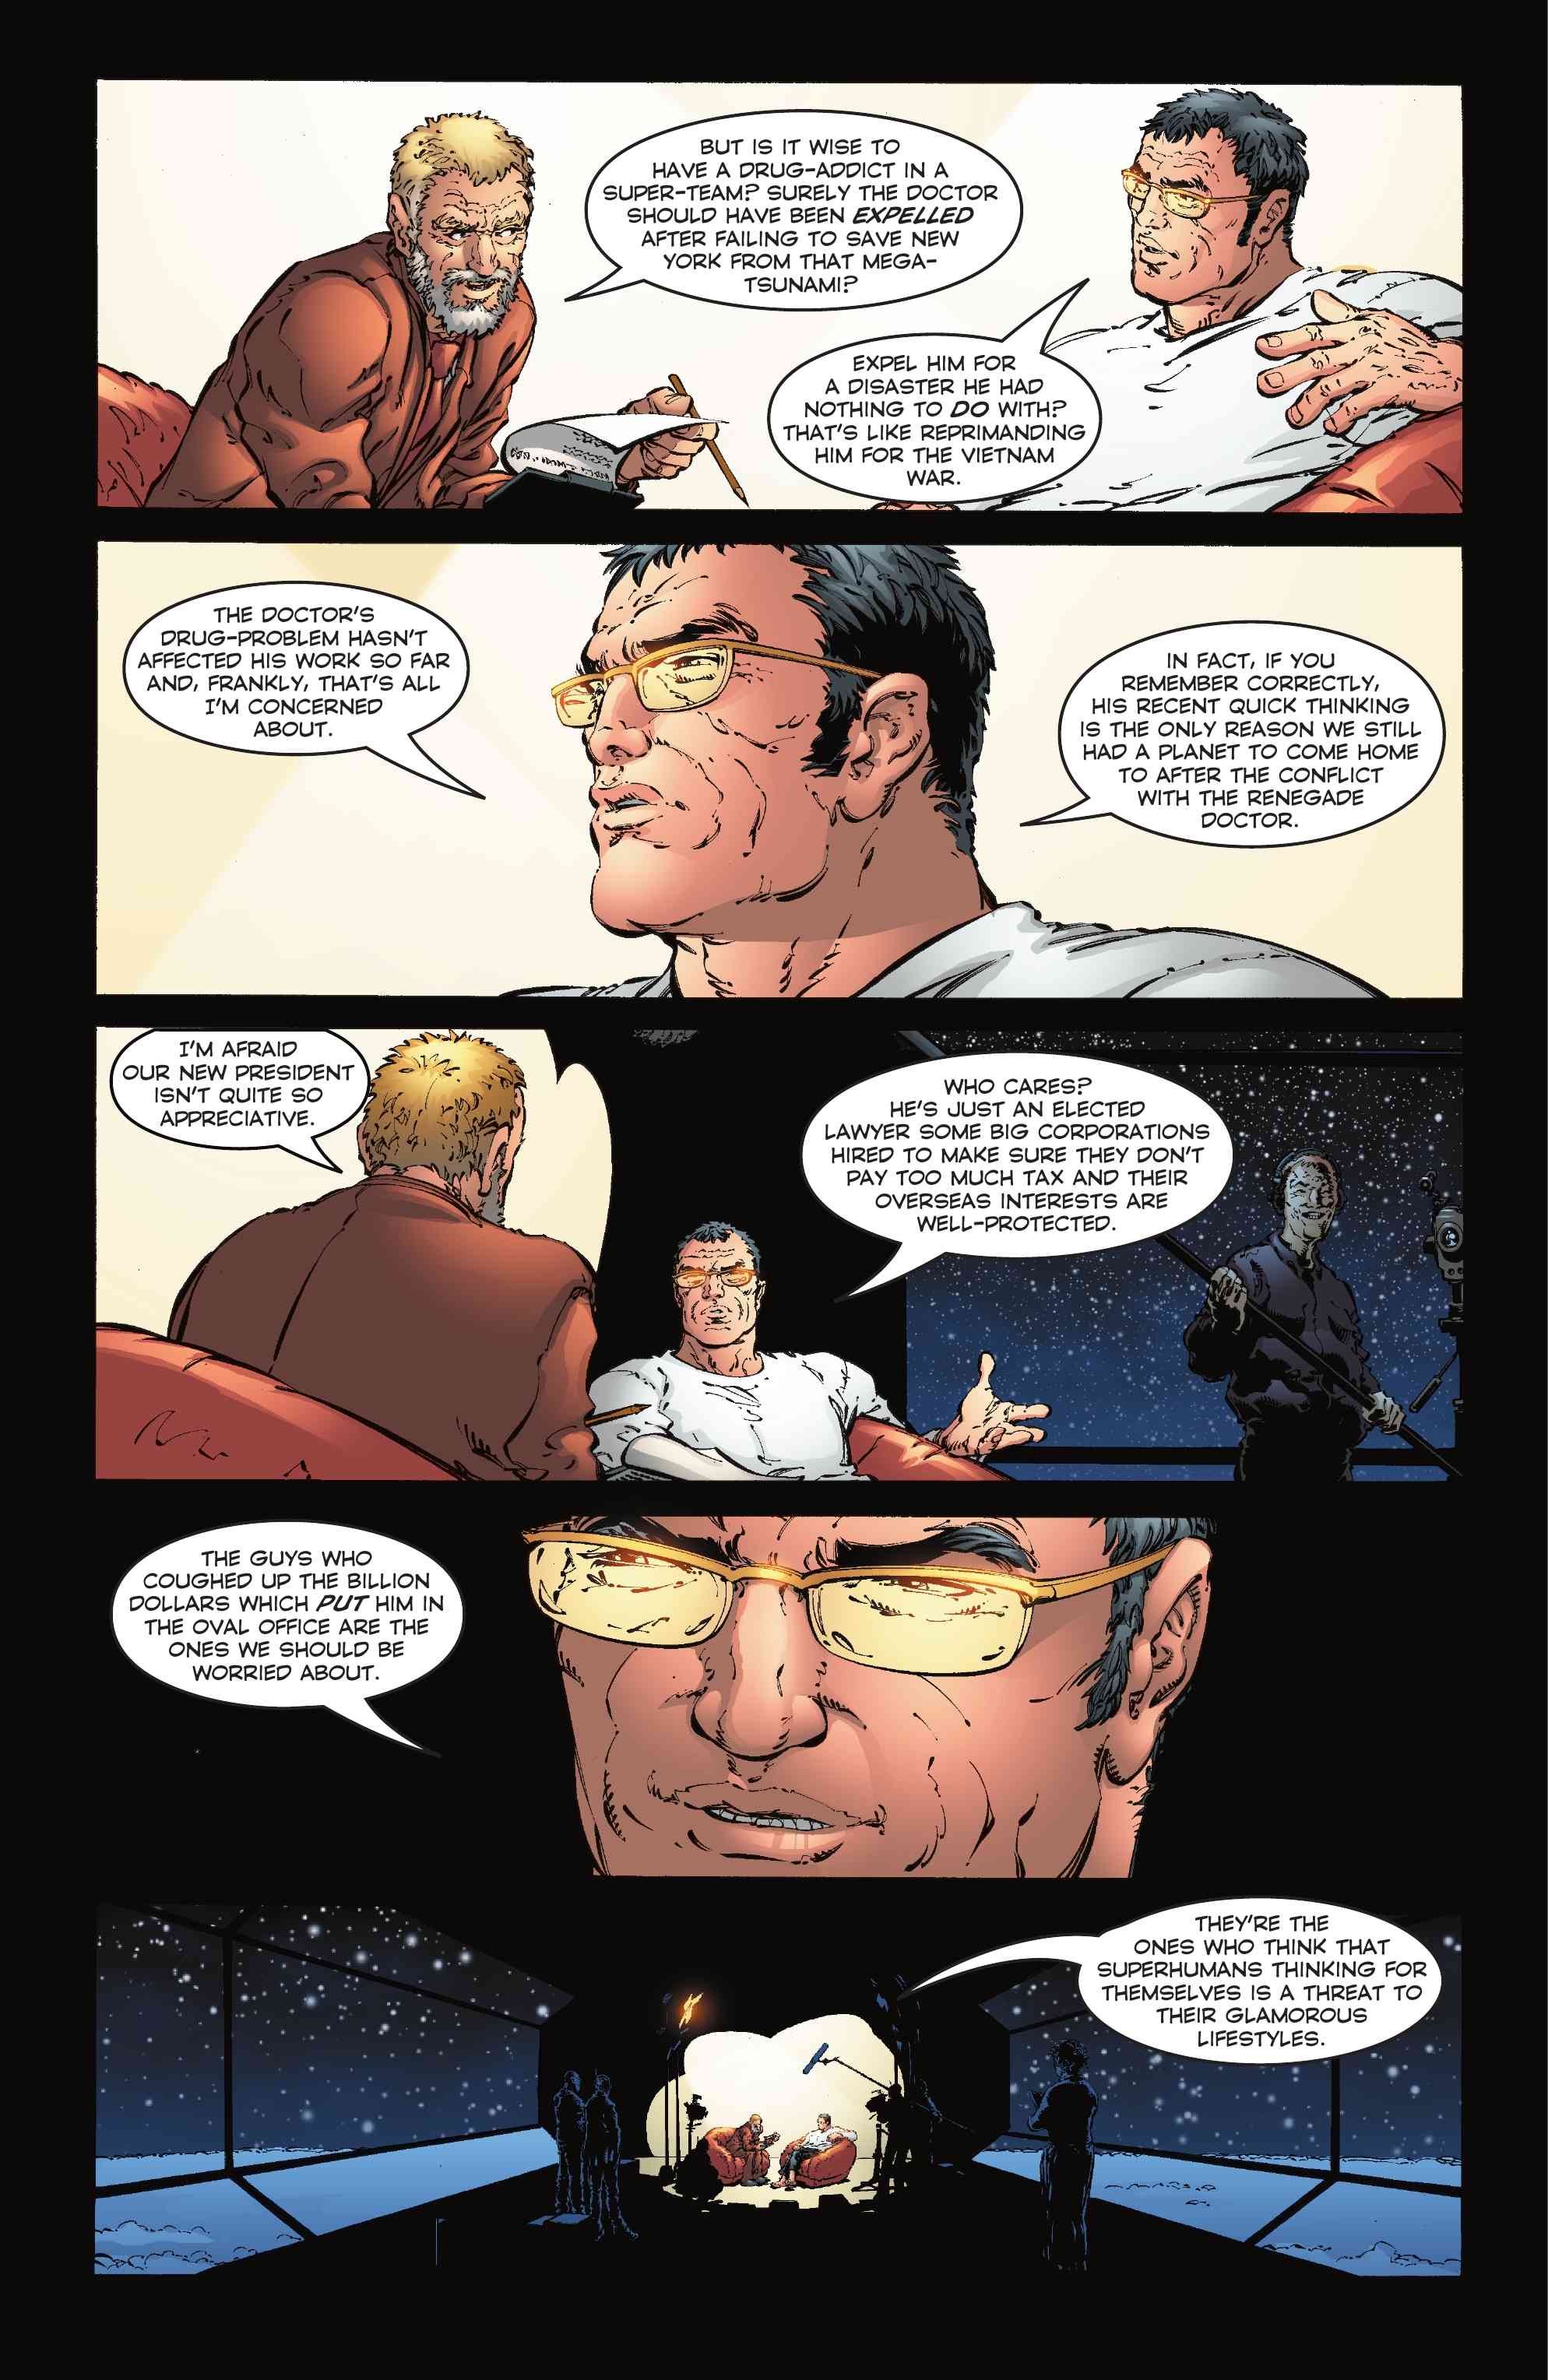 BUT IS IT WISE TO
HAVE A DRUG-ADDICT IN A
SUPER-TEAM? SURELY THE DOCTOR
SHOULD HAVE BEEN EXPELLED
AFTER FAILING TO SAVE NEW
YORK FROM THAT MEGA-
TSUNAMI?
EXPEL HIM FOR
A DISASTER HE HAD
NOTHING TO DO WITH?
THAT'S LIKE REPRIMANDING
HIM FOR THE VIETNAM
WAR.
THE DOCTOR'S
DRUG-PROBLEM HASN'T
AFFECTED HIS WORK SO FAR
AND, FRANKLY, THAT'S ALL
I'M CONCERNED
ABOUT.
IN FACT, IF YOU
REMEMBER CORRECTLY,
HIS RECENT QUICK THINKING
IS THE ONLY REASON WE STILL
HAD A PLANET TO COME HOME
TO AFTER THE CONFLICT
WITH THE RENEGADE
DOCTOR.
I'M AFRAID
OUR NEW PRESIDENT
ISN'T QUITE SO
APPRECIATIVE.
WHO CARES?
HE'S JUST AN ELECTED
LAWYER SOME BIG CORPORATIONS
HIRED TO MAKE SURE THEY DON'T
PAY TOO MUCH TAX AND THEIR
OVERSEAS INTERESTS ARE
WELL-PROTECTED.
THE GUYS WHO
COUGHED UP THE BILLION
DOLLARS WHICH PUT HIM IN
THE OVAL OFFICE ARE THE
ONES WE SHOULD BE
WORRIED ABOUT.
THEY'RE THE
ONES WHO THINK THAT
SUPERHUMANS THINKING FOR
THEMSELVES IS A THREAT TO
THEIR GLAMOROUS
LIFESTYLES.